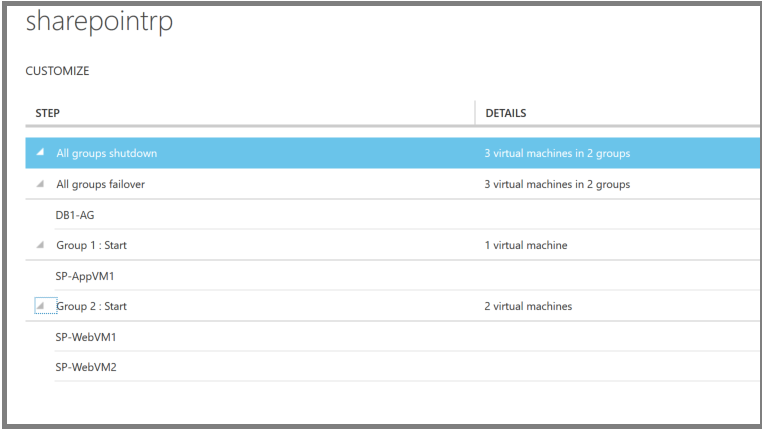 sharepointrp
CUSTOMIZE
STEP DETAILS
All groups shutdown 3 virtual machines in 2 groups
All groups failover 3 virtual machines in 2 groups
DB1-AG
Group 1 : Start 1 virtual machine
SP-AppVM1
Group 2 : Start 2 virtual machines
SP-WebVM1
SP-WebVM2